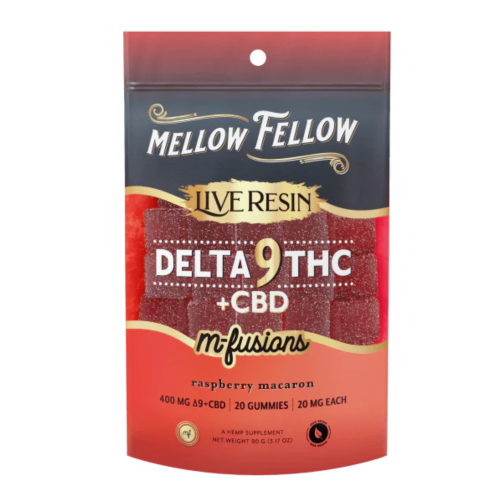 MELLOW FELLOW
LIVE RESIN
DELTA 9 THC
+CBD
m-fusions
raspberry macaron
400 MG Δ9+CBD | 20 GUMMIES | 20 MG EACH
A HEMP SUPPLEMENT
NET WEIGHT 90 G (3.17 OZ)
mf